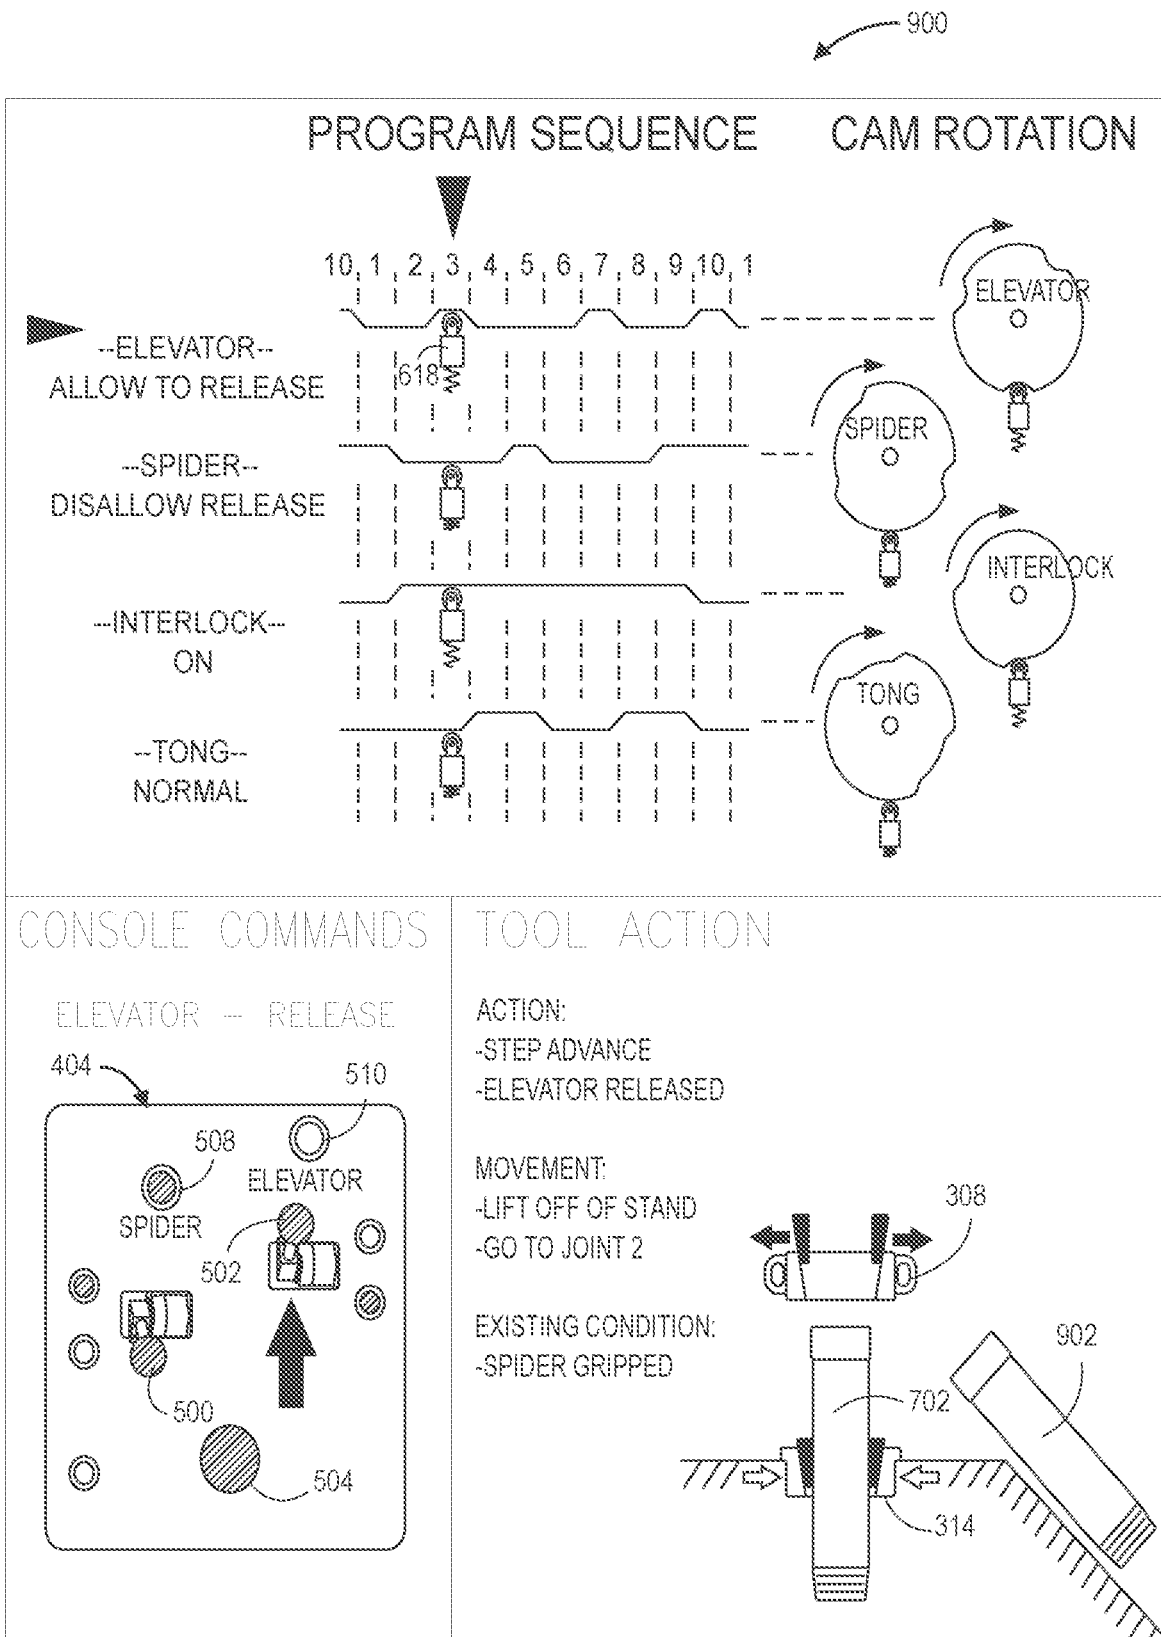 900
PROGRAM SEQUENCE
CAM ROTATION
10 1 2 3 4 5 6 7 8 9 10 1
ELEVATOR
--ELEVATOR--
ALLOW TO RELEASE
618
SPIDER
--SPIDER--
DISALLOW RELEASE
INTERLOCK
--INTERLOCK--
ON
TONG
--TONG--
NORMAL
CONSOLE COMMANDS
ELEVATOR - RELEASE
404
510
508
ELEVATOR
SPIDER
502
500
504
TOOL ACTION
ACTION:
-STEP ADVANCE
-ELEVATOR RELEASED
MOVEMENT:
-LIFT OFF OF STAND
-GO TO JOINT 2
308
EXISTING CONDITION:
-SPIDER GRIPPED
902
702
314